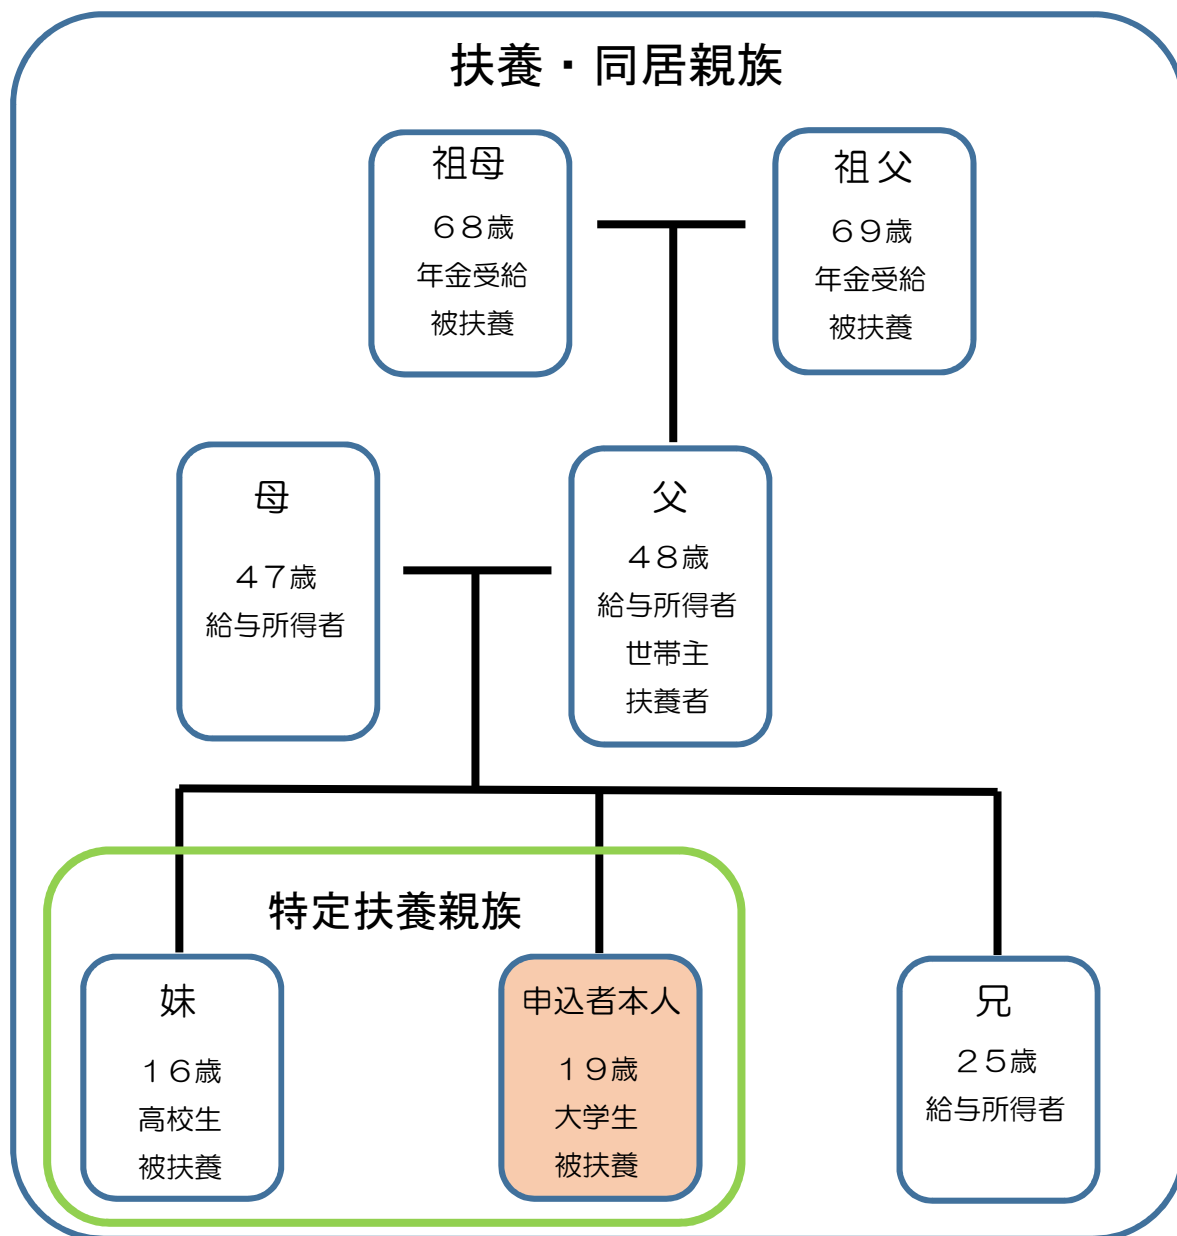 扶養・同居親族
祖母
６８歳
年金受給
被扶養
祖父
６９歳
年金受給
被扶養
母
４７歳
給与所得者
父
４８歳
給与所得者
世帯主
扶養者
特定扶養親族
妹
１６歳
高校生
被扶養
申込者本人
１９歳
大学生
被扶養
兄
２５歳
給与所得者